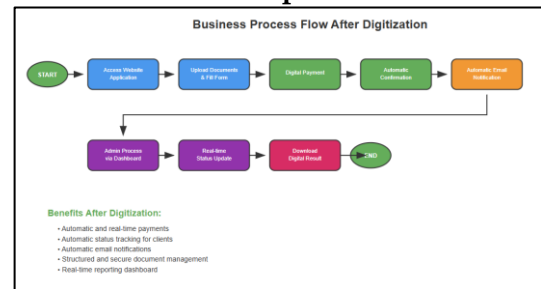 Business Process Flow After Digitization
START
Access Website
Application
Upload Documents
& Fill Form
Digital Payment
Automatic
Confirmation
Automatic Email
Notification
Admin Process
via Dashboard
Real-time
Status Update
Download
Digital Result
END
Benefits After Digitization:
• Automatic and real-time payments
• Automatic status tracking for clients
• Automatic email notifications
• Structured and secure document management
• Real-time reporting dashboard